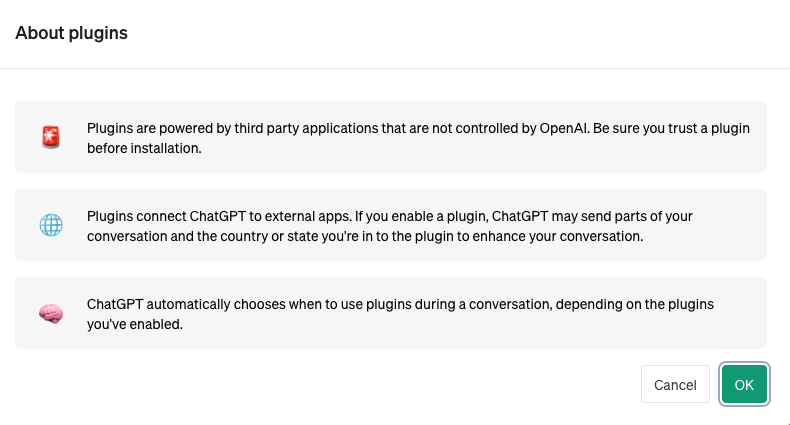 About plugins
Plugins are powered by third party applications that are not controlled by OpenAI. Be sure you trust a plugin
before installation.
Plugins connect ChatGPT to external apps. If you enable a plugin, ChatGPT may send parts of your
conversation and the country or state you're in to the plugin to enhance your conversation.
ChatGPT automatically chooses when to use plugins during a conversation, depending on the plugins
you've enabled.
Cancel
OK